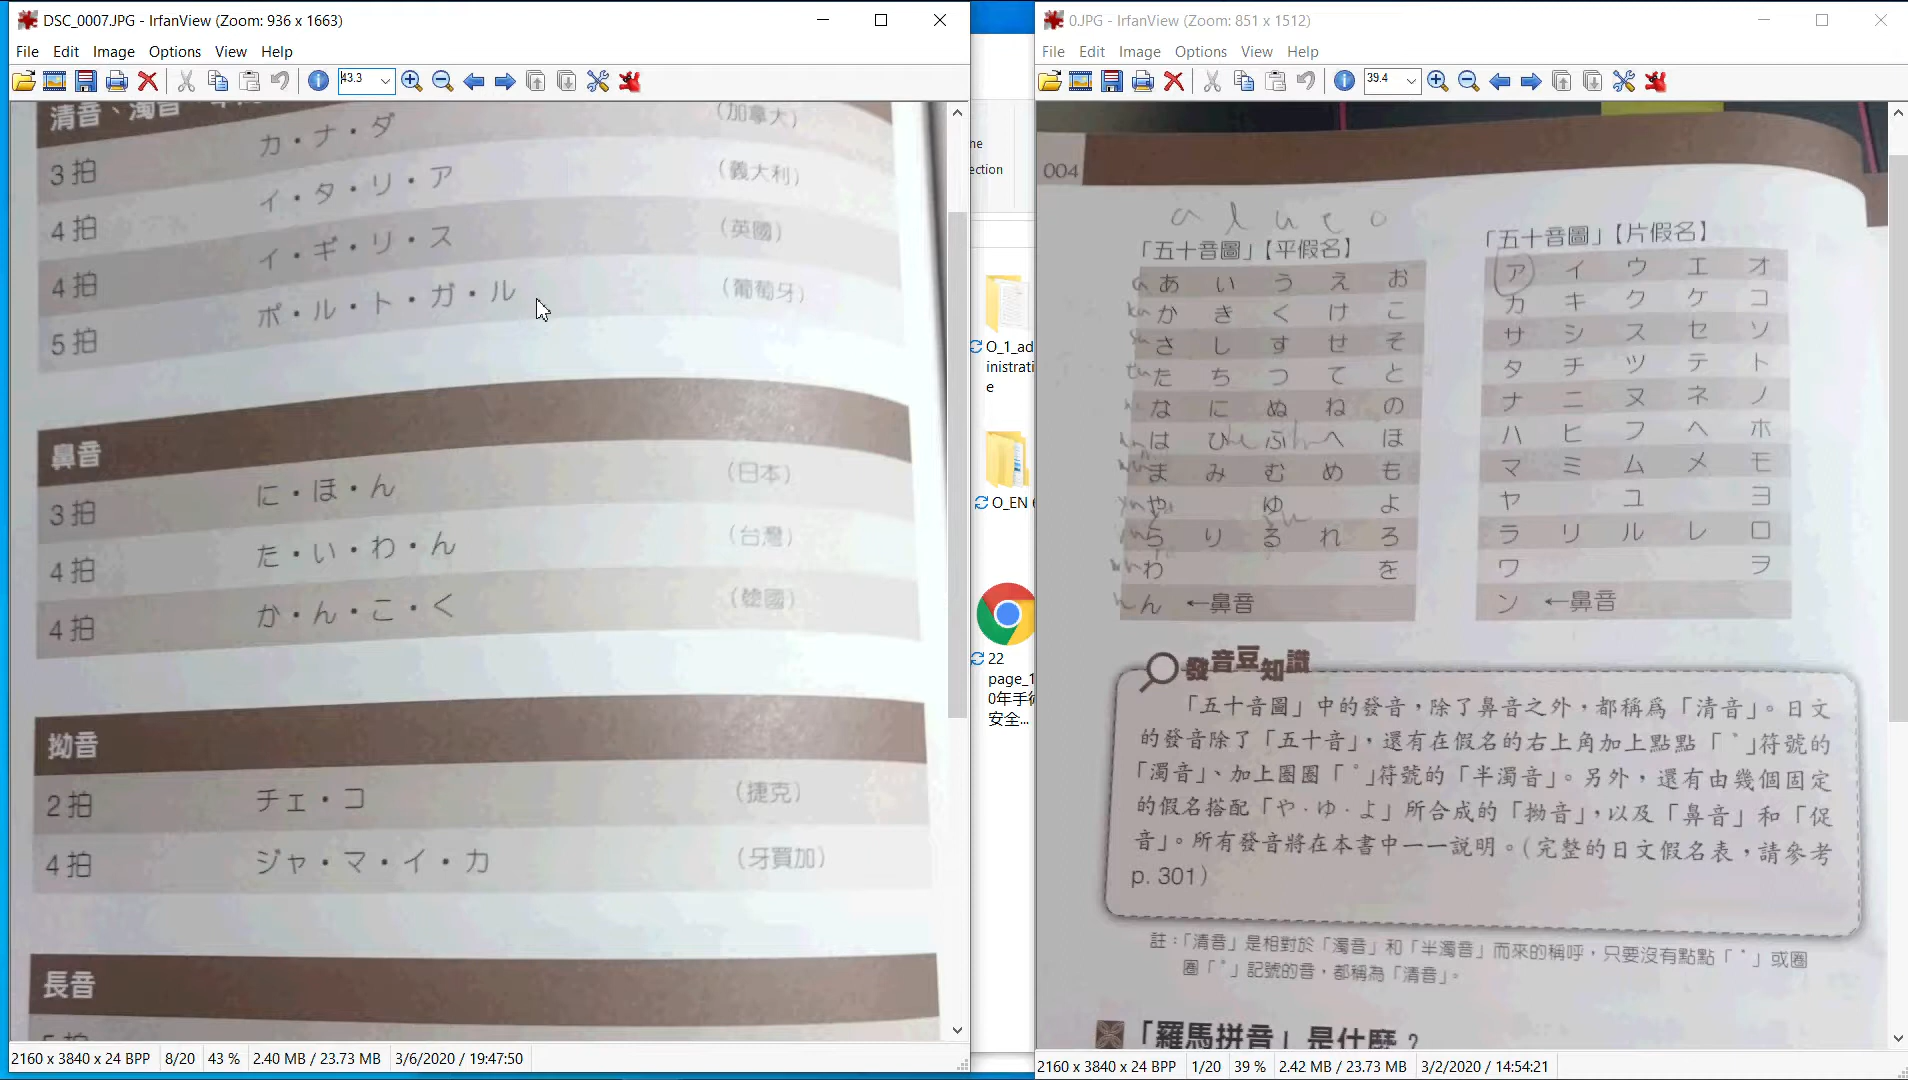 DSC_0007.JPG - IrfanView (Zoom: 936 x 1663)
File Edit Image Options View Help
43.3
清音、濁音
3拍 カ・ナ・ダ (加拿大)
4拍 イ・タ・リ・ア (義大利)
4拍 イ・ギ・リ・ス (英國)
5拍 ポ・ル・ト・ガ・ル (葡萄牙)
鼻音
3拍 に・ほ・ん (日本)
4拍 た・い・わ・ん (台灣)
4拍 か・ん・こ・く (韓國)
拗音
2拍 チェ・コ (捷克)
4拍 ジャ・マ・イ・カ (牙買加)
長音
2160 x 3840 x 24 BPP 8/20 43 % 2.40 MB / 23.73 MB 3/6/2020 / 19:47:50
ection
O_1_ad
inistrati
e
O_EN
22
page_1
0年手術
安全...
0.JPG - IrfanView (Zoom: 851 x 1512)
File Edit Image Options View Help
39.4
004
a i u e o
「五十音圖」【平假名】
あ い う え お
か き く け こ
さ し す せ そ
た ち つ て と
な に ぬ ね の
は ひ ふ へ ほ
ま み む め も
や ゆ よ
ら り る れ ろ
わ を
ん ←鼻音
「五十音圖」【片假名】
ア イ ウ エ オ
カ キ ク ケ コ
サ シ ス セ ソ
タ チ ツ テ ト
ナ ニ ヌ ネ ノ
ハ ヒ フ ヘ ホ
マ ミ ム メ モ
ヤ ユ ヨ
ラ リ ル レ ロ
ワ ヲ
ン ←鼻音
發音豆知識
「五十音圖」中的發音，除了鼻音之外，都稱為「清音」。日文
的發音除了「五十音」，還有在假名的右上角加上點點「゛」符號的
「濁音」、加上圈圈「゜」符號的「半濁音」。另外，還有由幾個固定
的假名搭配「や・ゆ・よ」所合成的「拗音」，以及「鼻音」和「促
音」。所有發音將在本書中一一說明。（完整的日文假名表，請參考
p. 301）
註：「清音」是相對於「濁音」和「半濁音」而來的稱呼，只要沒有點點「゛」或圈
圈「゜」記號的音，都稱為「清音」。
「羅馬拼音」是什麼？
2160 x 3840 x 24 BPP 1/20 39 % 2.42 MB / 23.73 MB 3/2/2020 / 14:54:21